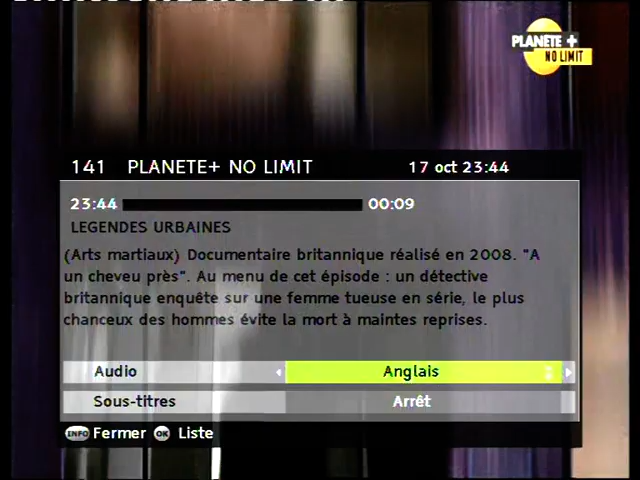 PLANETE +
NO LIMIT
141 PLANETE+ NO LIMIT 17 oct 23:44
23:44 00:09
LEGENDES URBAINES
(Arts martiaux) Documentaire britannique réalisé en 2008. "A
un cheveu près". Au menu de cet épisode : un détective
britannique enquête sur une femme tueuse en série, le plus
chanceux des hommes évite la mort à maintes reprises.
Audio Anglais
Sous-titres Arrêt
INFO Fermer OK Liste